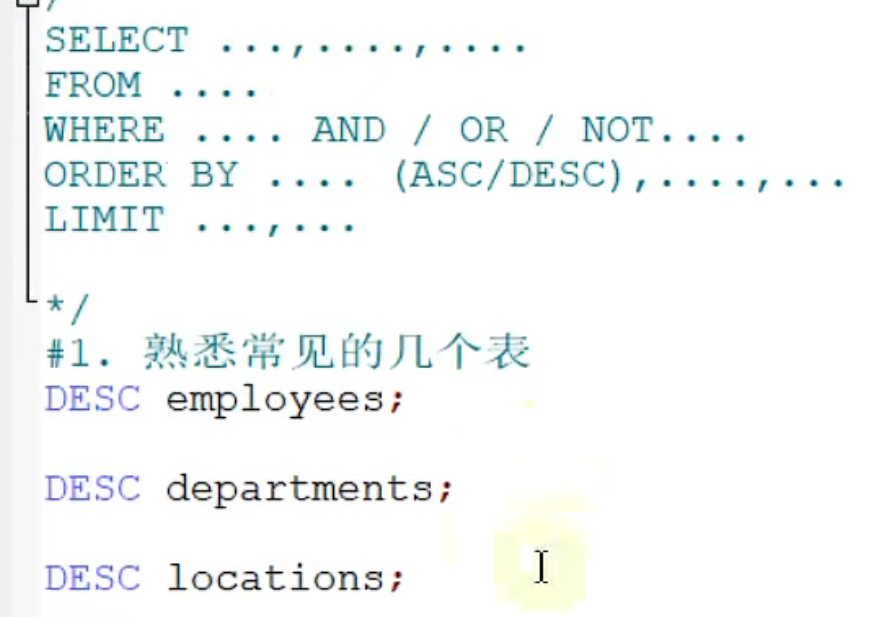 SELECT ...,....,....
FROM ....
WHERE .... AND / OR / NOT....
ORDER BY .... (ASC/DESC),....,...
LIMIT ...,...
*/
#1. 熟悉常见的几个表
DESC employees;
DESC departments;
DESC locations;